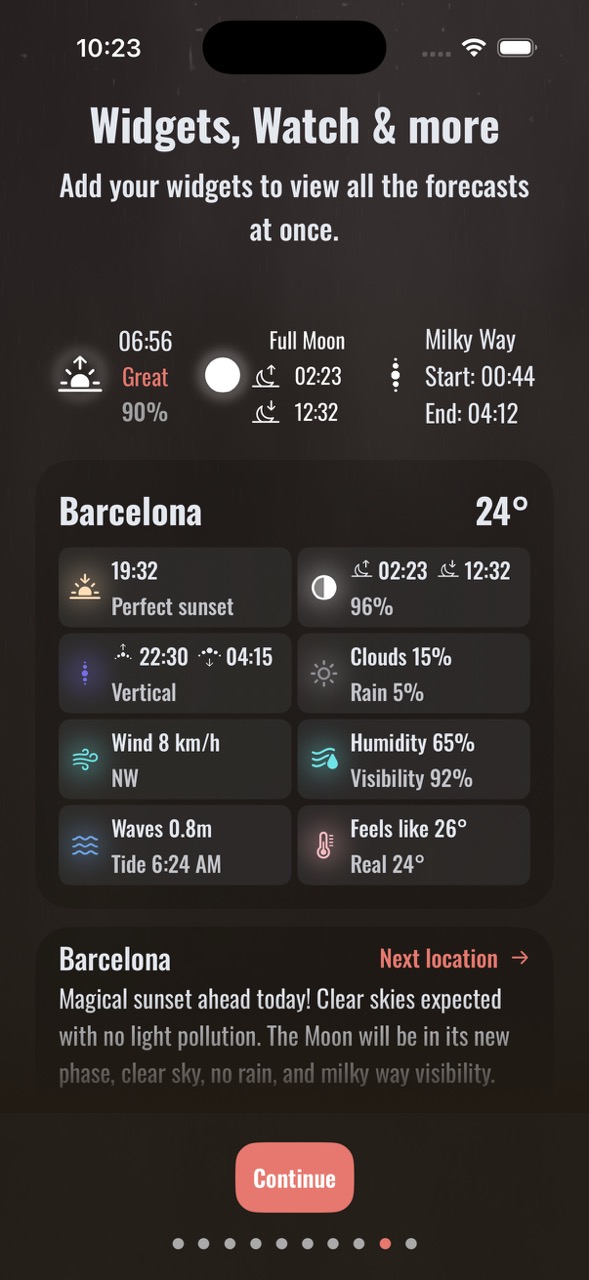 10:23
Widgets, Watch & more
Add your widgets to view all the forecasts
at once.
06:56
Great
90%
Full Moon
02:23
12:32
Milky Way
Start: 00:44
End: 04:12
Barcelona
24°
19:32
Perfect sunset
02:23 12:32
96%
22:30 04:15
Vertical
Clouds 15%
Rain 5%
Wind 8 km/h
NW
Humidity 65%
Visibility 92%
Waves 0.8m
Tide 6:24 AM
Feels like 26°
Real 24°
Barcelona
Next location →
Magical sunset ahead today! Clear skies expected
with no light pollution. The Moon will be in its new
phase, clear sky, no rain, and milky way visibility.
Continue